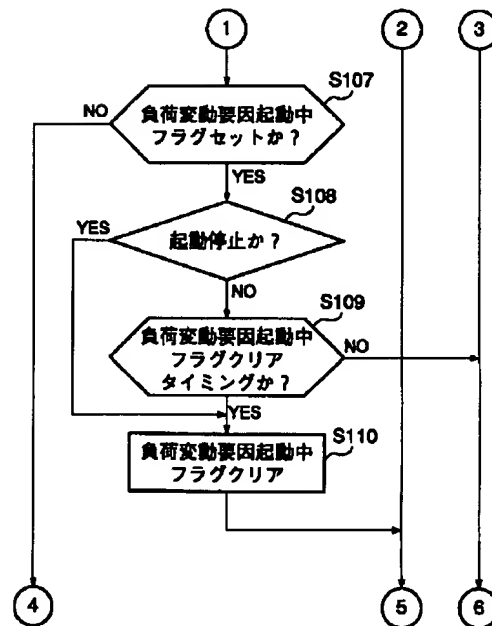 1
2
3
S107
負荷変動要因起動中
フラグセットか？
NO
YES
S108
起動停止か？
YES
NO
S109
負荷変動要因起動中
フラグクリア
タイミングか？
NO
YES
S110
負荷変動要因起動中
フラグクリア
4
5
6